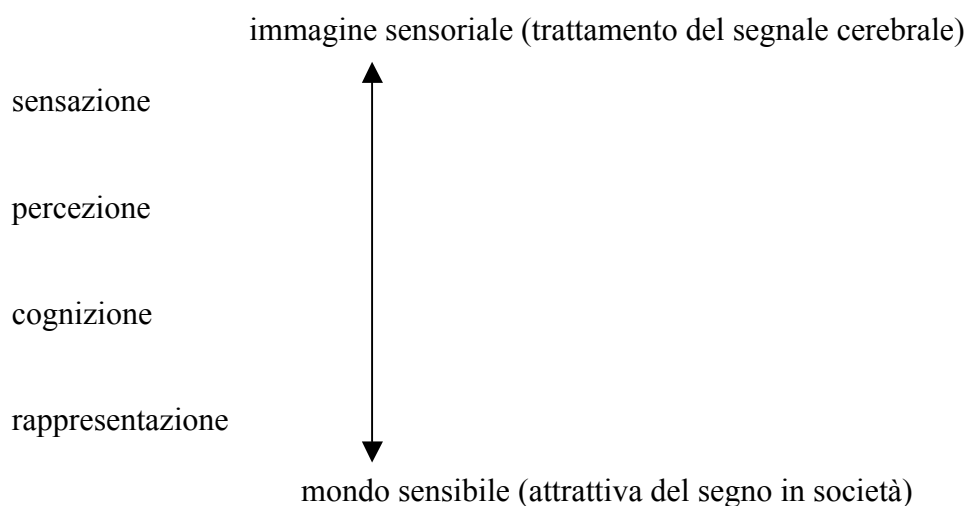 immagine sensoriale (trattamento del segnale cerebrale)
sensazione
percezione
cognizione
rappresentazione
mondo sensibile (attrattiva del segno in società)